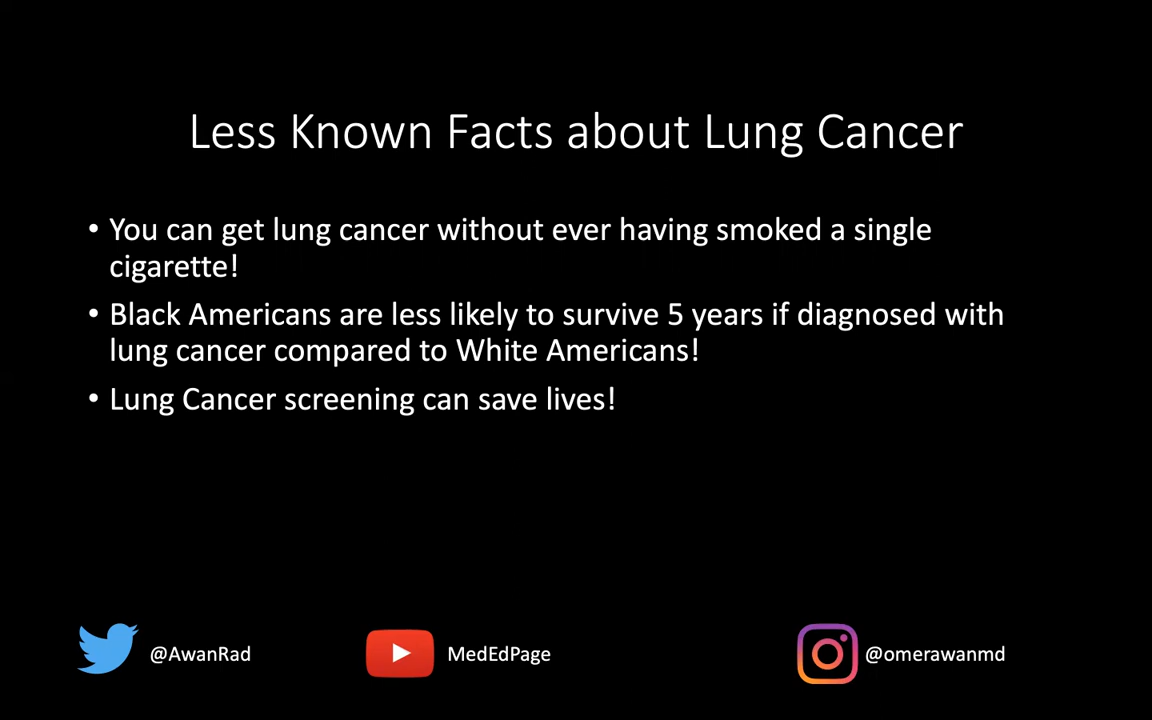 Less Known Facts about Lung Cancer
• You can get lung cancer without ever having smoked a single
cigarette!
• Black Americans are less likely to survive 5 years if diagnosed with
lung cancer compared to White Americans!
• Lung Cancer screening can save lives!
@AwanRad
MedEdPage
@omerawanmd